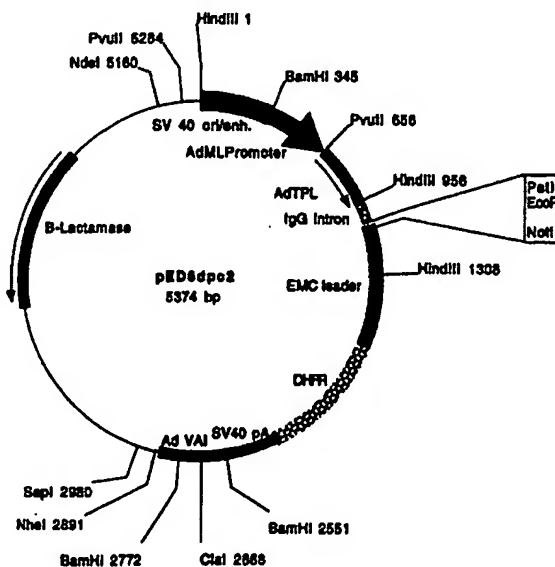 HindIII 1
PvuII 5284
NdeI 5160
BamHI 345
SV 40 ori/enh.
PvuII 656
AdMLPromoter
HindIII 956
AdTPL
IgG Intron
PstI
EcoR
NotI
B-Lactamase
pED6dpc2
5374 bp
EMC leader
HindIII 1308
DHFR
SV40 pA
Ad VAI
SapI 2980
NheI 2891
BamHI 2551
BamHI 2772
ClaI 2668